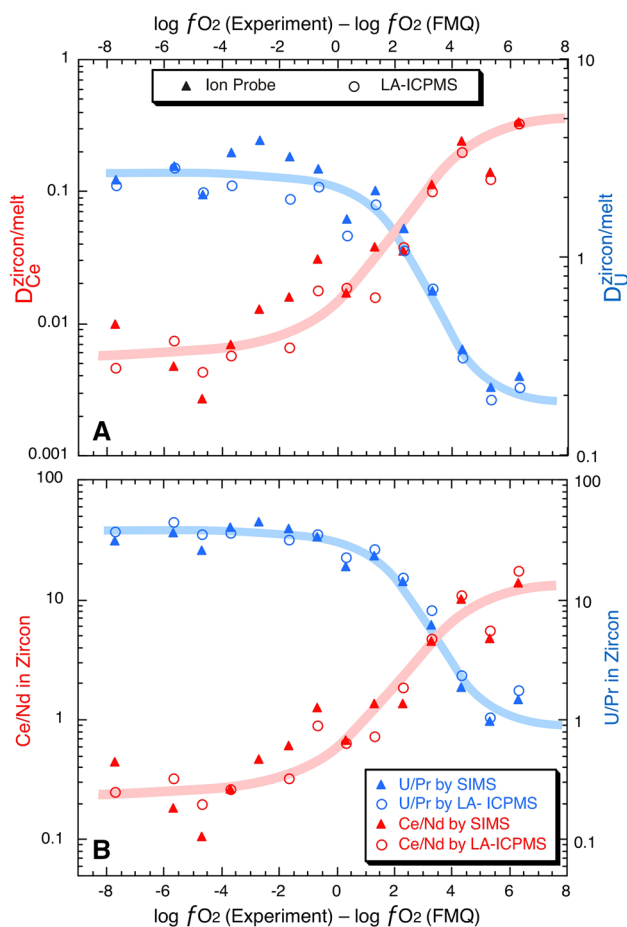 log ƒO2 (Experiment) – log ƒO2 (FMQ)
-8 -6 -4 -2 0 2 4 6 8
▲ Ion Probe ○ LA-ICPMS
1
0.1
0.01
0.001
D Ce zircon/melt
10
1
0.1
D U zircon/melt
A
100
10
1
0.1
Ce/Nd in Zircon
100
10
1
0.1
U/Pr in Zircon
▲ U/Pr by SIMS
○ U/Pr by LA- ICPMS
▲ Ce/Nd by SIMS
○ Ce/Nd by LA-ICPMS
B
-8 -6 -4 -2 0 2 4 6 8
log ƒO2 (Experiment) – log ƒO2 (FMQ)